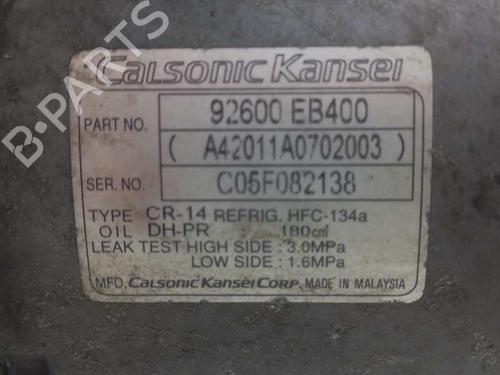 B-PARTS
Calsonic Kansei
PART NO. 92600 EB400
( A42011A0702003 )
SER. NO. C05F082138
TYPE CR-14 REFRIG. HFC-134a
OIL DH-PR 180c㎥
LEAK TEST HIGH SIDE : 3.0MPa
LOW SIDE : 1.6MPa
MFD. Calsonic Kansei Corp. MADE IN MALAYSIA